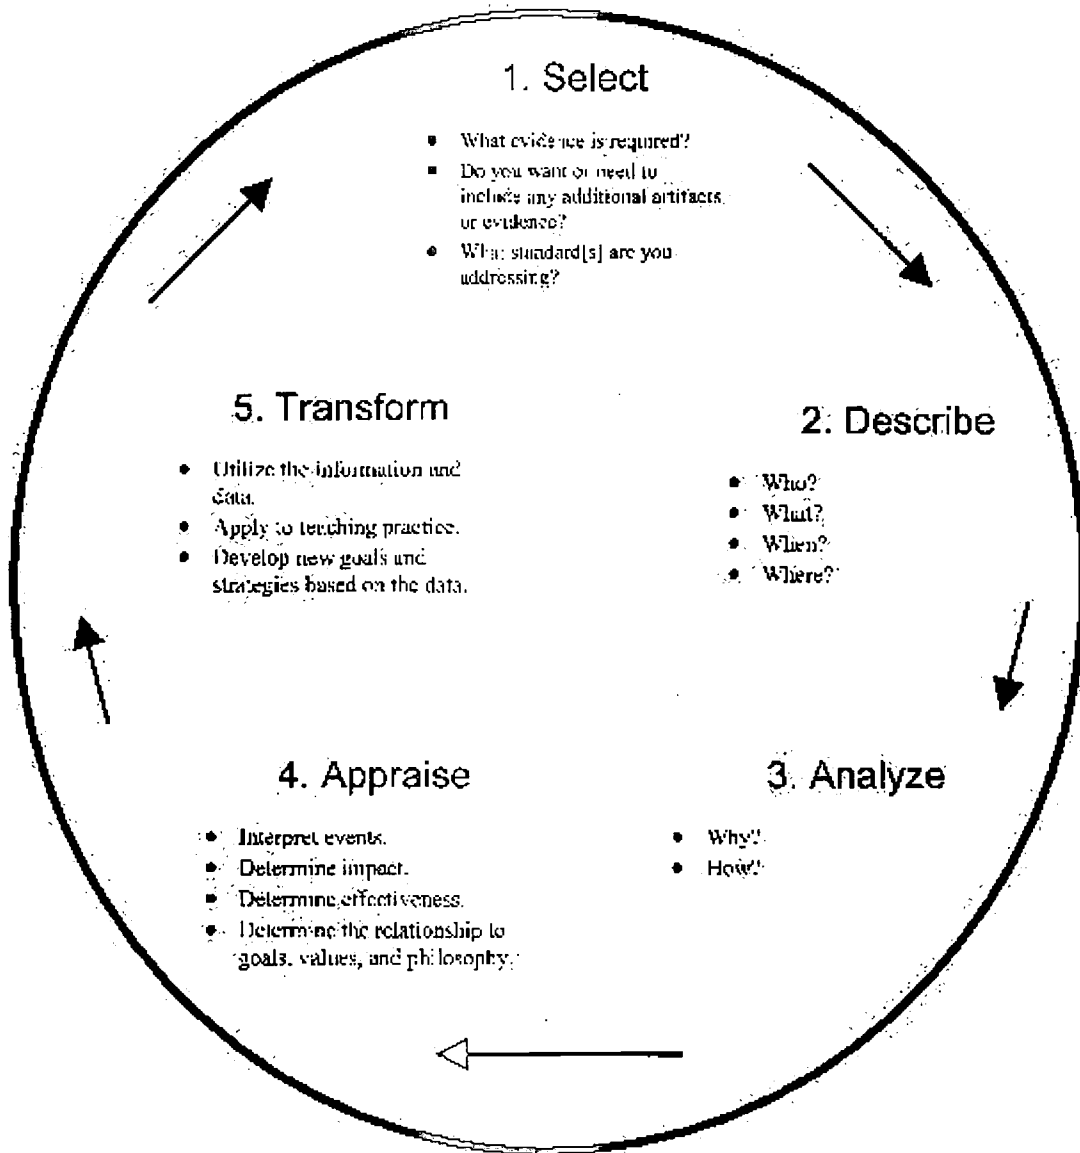 1. Select
• What evidence is required?
• Do you want or need to
include any additional artifacts
or evidence?
• What standard[s] are you
addressing?
2. Describe
• Who?
• What?
• When?
• Where?
3. Analyze
• Why?
• How?
4. Appraise
• Interpret events.
• Determine impact.
• Determine effectiveness.
• Determine the relationship to
goals, values, and philosophy.
5. Transform
• Utilize the information and
data.
• Apply to teaching practice.
• Develop new goals and
strategies based on the data.